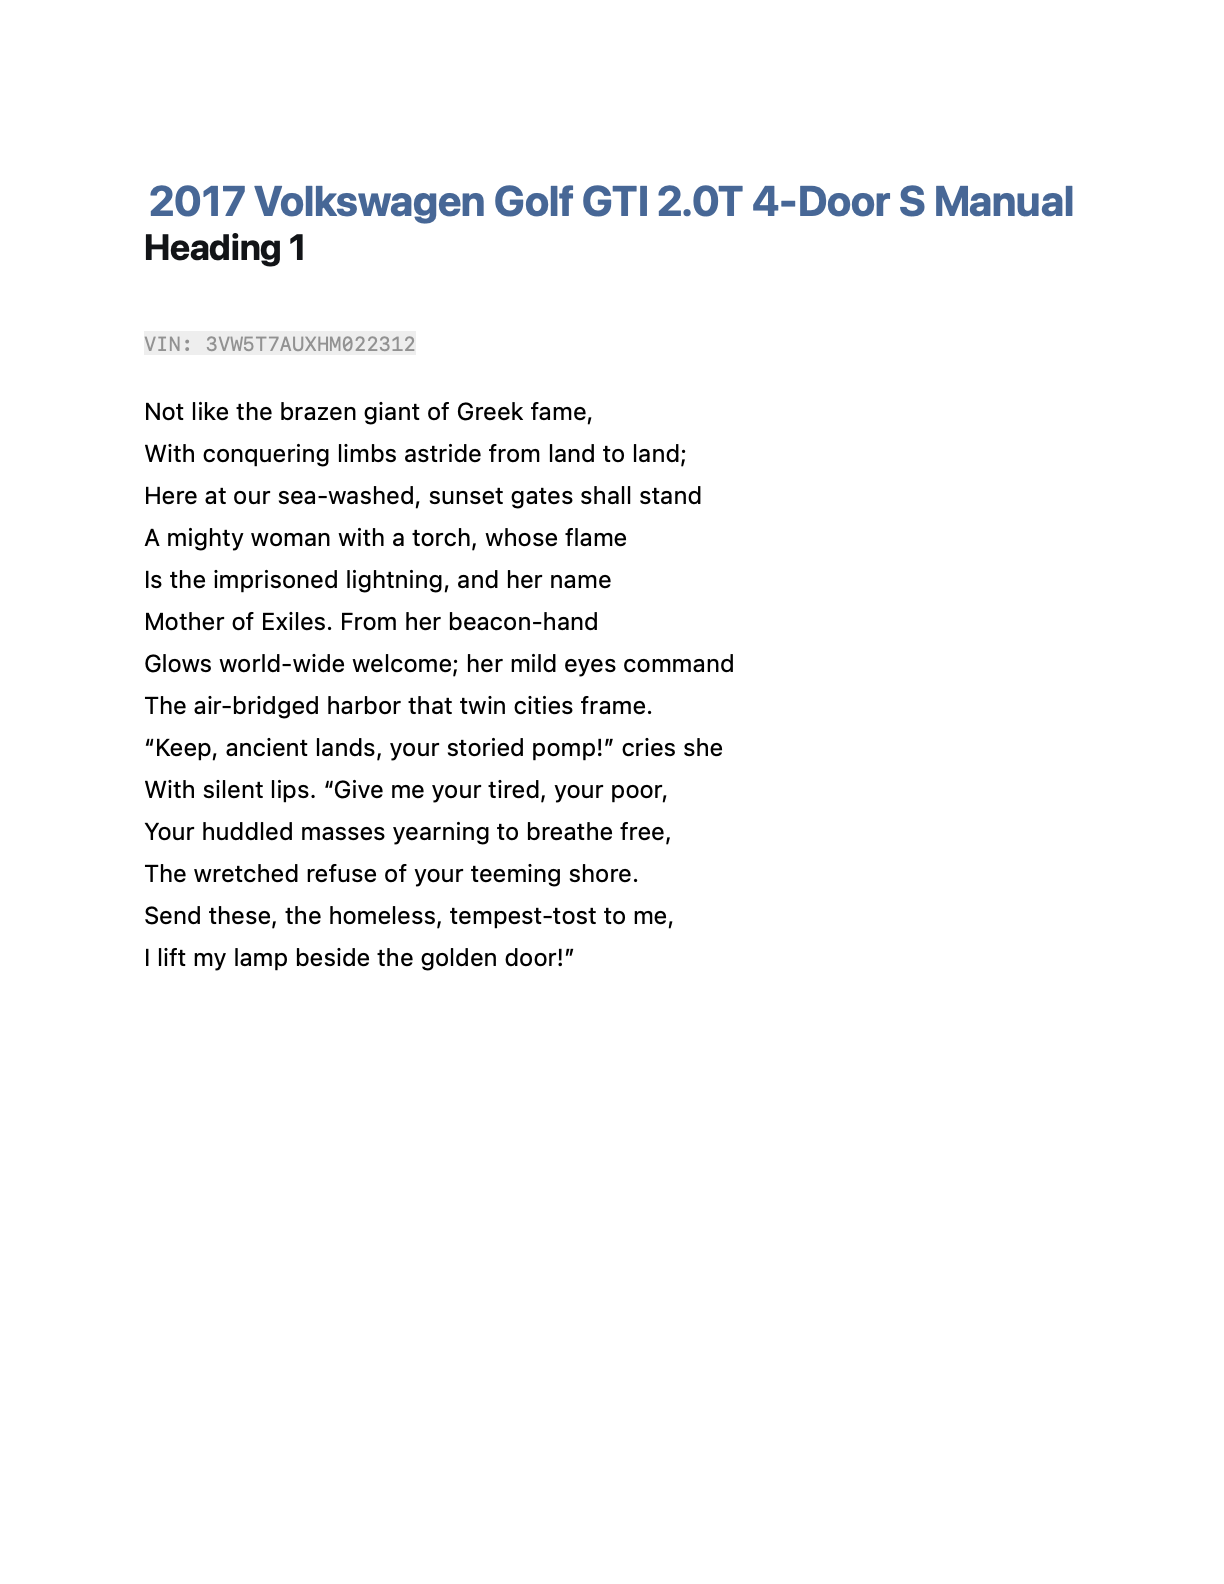 2017 Volkswagen Golf GTI 2.0T 4-Door S Manual
Heading 1
VIN: 3VW5T7AUXHM022312
Not like the brazen giant of Greek fame,
With conquering limbs astride from land to land;
Here at our sea-washed, sunset gates shall stand
A mighty woman with a torch, whose flame
Is the imprisoned lightning, and her name
Mother of Exiles. From her beacon-hand
Glows world-wide welcome; her mild eyes command
The air-bridged harbor that twin cities frame.
“Keep, ancient lands, your storied pomp!” cries she
With silent lips. “Give me your tired, your poor,
Your huddled masses yearning to breathe free,
The wretched refuse of your teeming shore.
Send these, the homeless, tempest-tost to me,
I lift my lamp beside the golden door!”